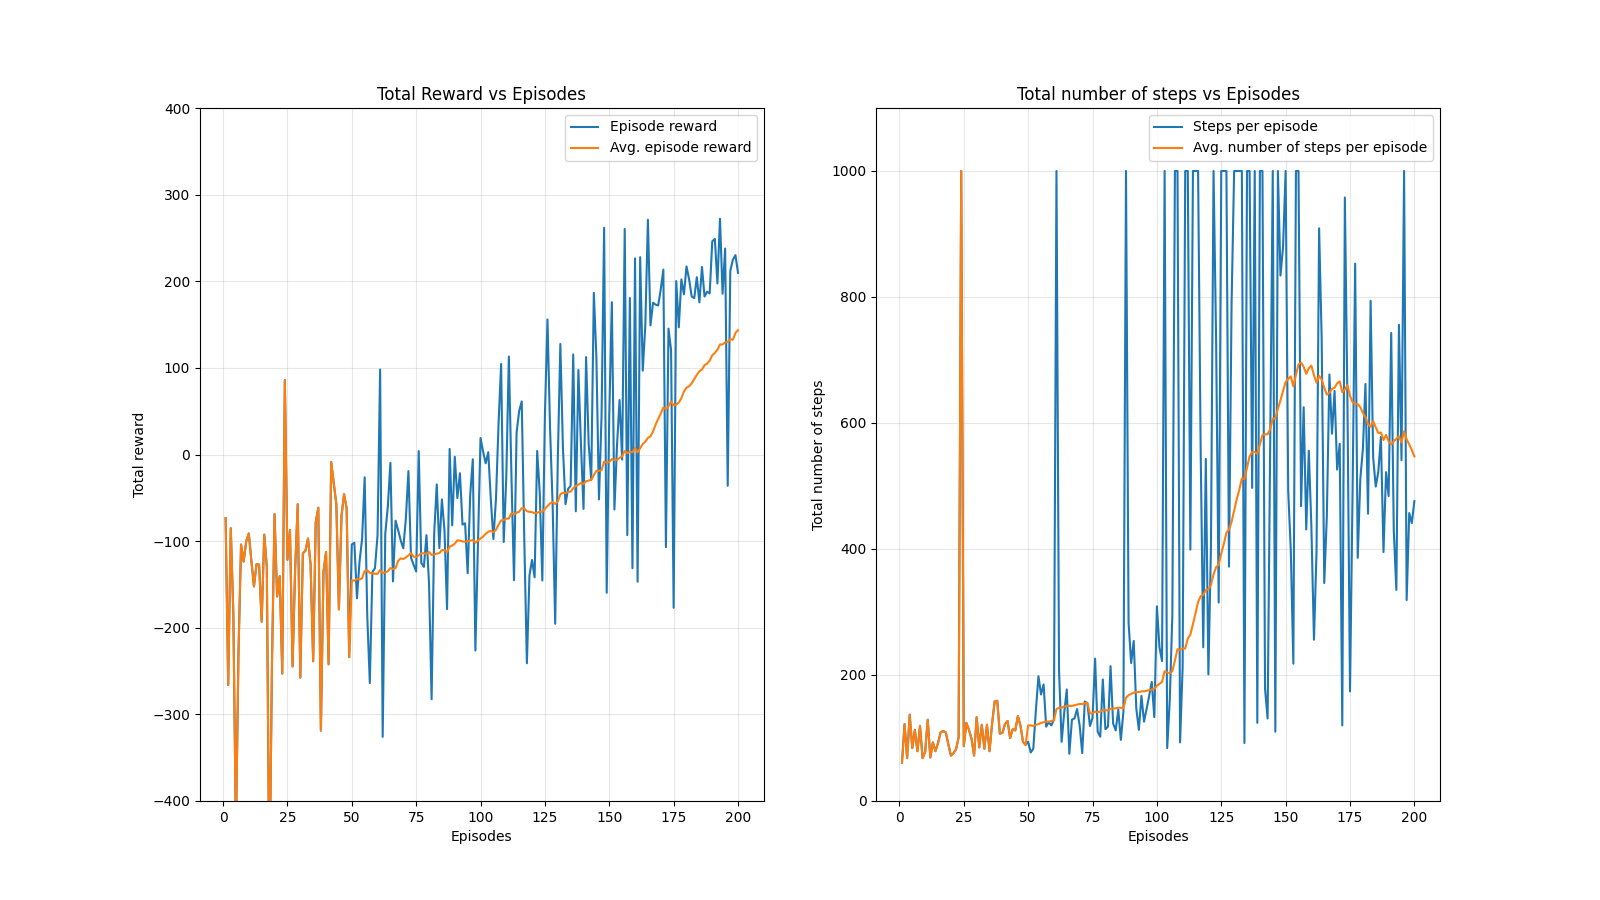 Total Reward vs Episodes
400
300
200
100
0
−100
−200
−300
−400
Total reward
0 25 50 75 100 125 150 175 200
Episodes
Episode reward
Avg. episode reward
Total number of steps vs Episodes
1000
800
600
400
200
0
Total number of steps
0 25 50 75 100 125 150 175 200
Episodes
Steps per episode
Avg. number of steps per episode